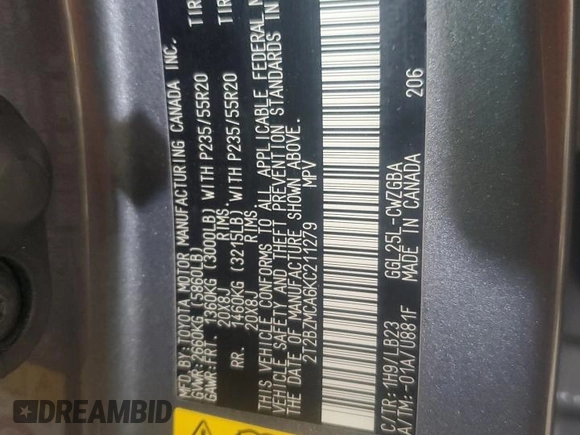 MFD BY: TOYOTA MOTOR MANUFACTURING CANADA INC.
GVWR: 2660KG (5860LB)
GAWR: FRT. 1360KG (3000LB) WITH P235/55R20
20X8J RIMS
RR. 1460KG (3215LB) WITH P235/55R20
20X8J RIMS
THIS VEHICLE CONFORMS TO ALL APPLICABLE FEDERAL
VEHICLE SAFETY AND THEFT PREVENTION STANDARDS IN
OF MANUFACTURE SHOWN ABOVE.
2T2BZMCA6KC211279 MPV
C/TR: 1H9/LB23 GGL25L-CWZGBA
A/TM:-01A/U881F MADE IN CANADA
206
DREAMBID